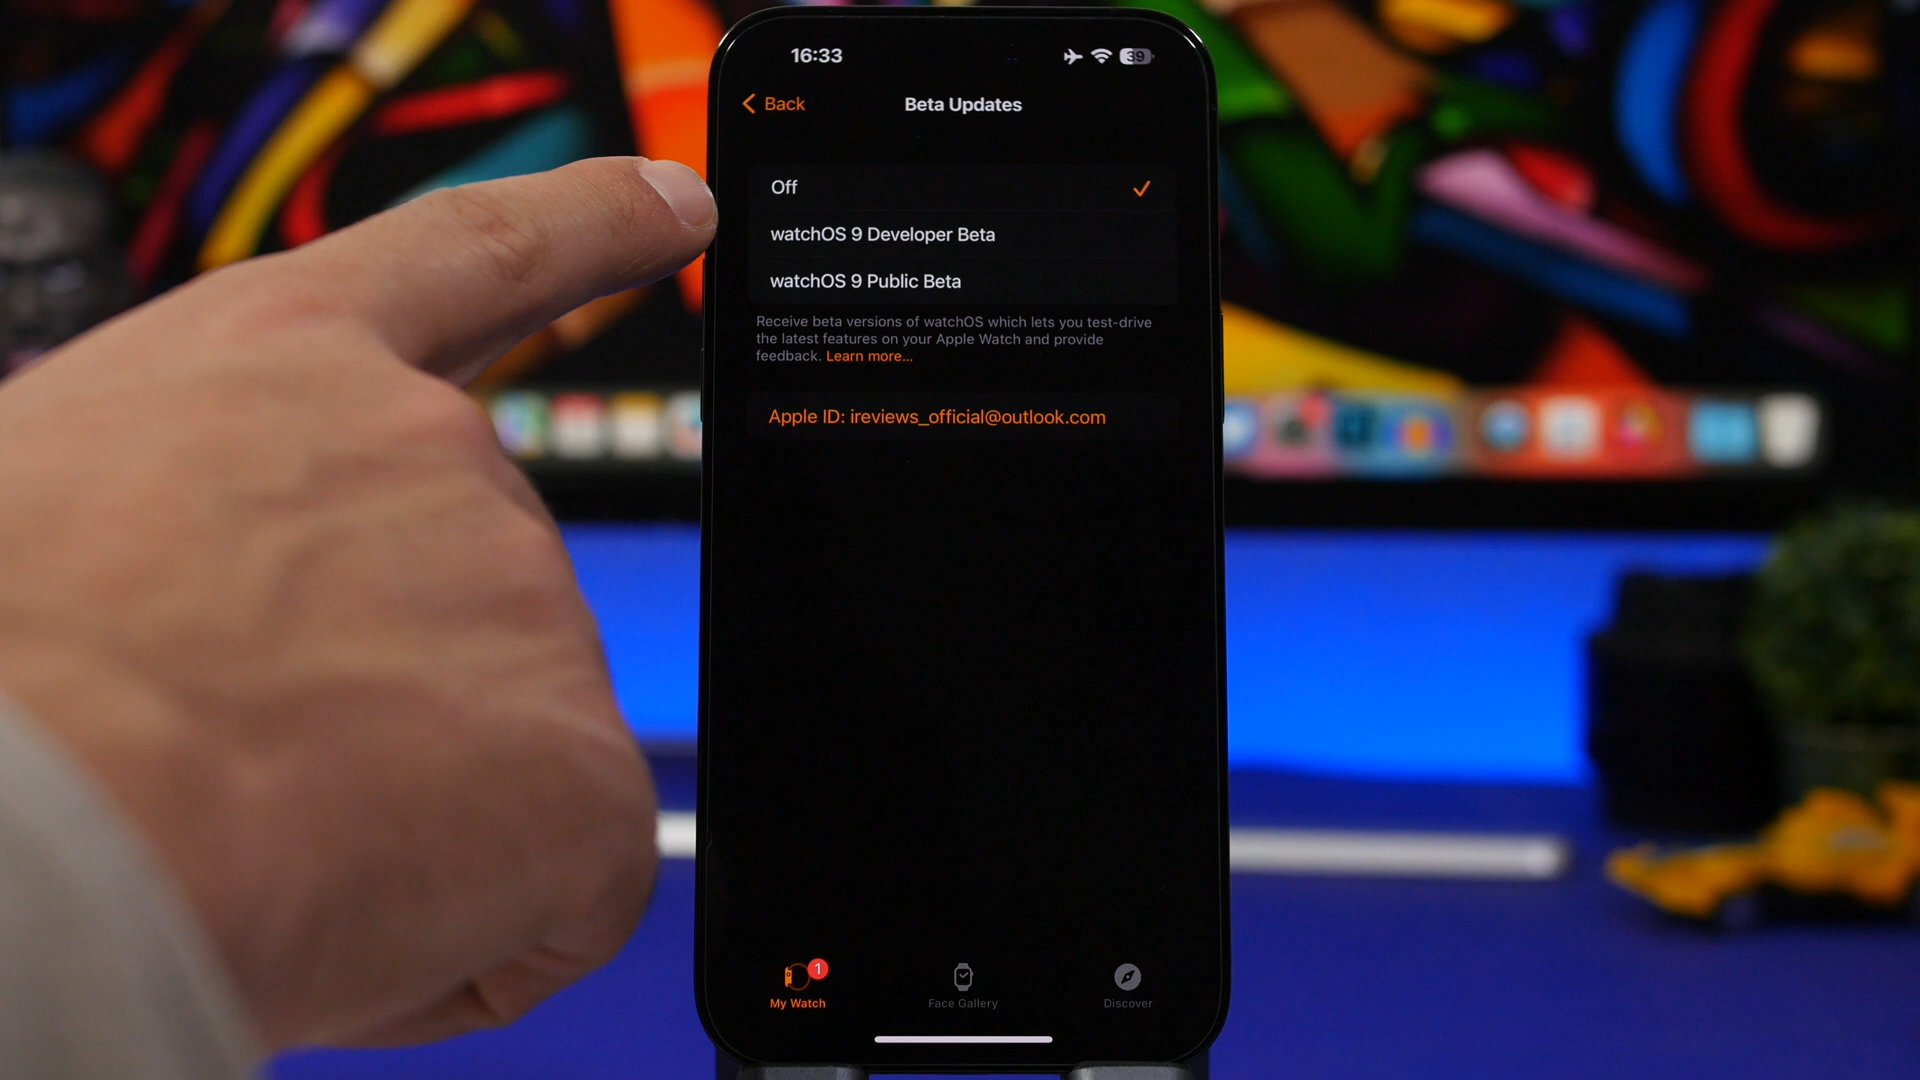 16:33
39
Back
Beta Updates
Off
watchOS 9 Developer Beta
watchOS 9 Public Beta
Receive beta versions of watchOS which lets you test-drive
the latest features on your Apple Watch and provide
feedback. Learn more...
Apple ID: ireviews_official@outlook.com
1
My Watch
Face Gallery
Discover